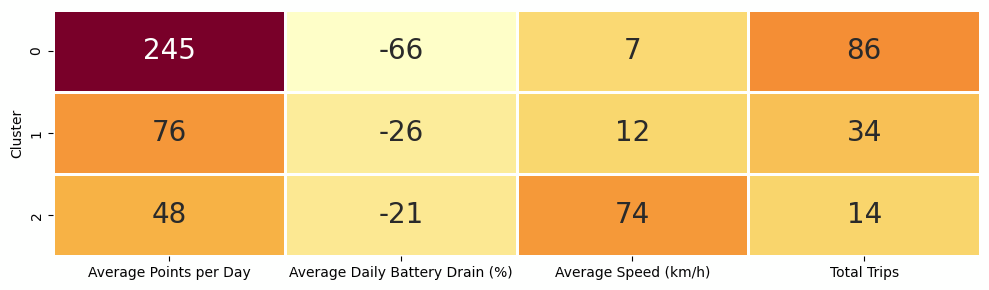 0 245 -66 7 86
Cluster
1 76 -26 12 34
2 48 -21 74 14
Average Points per Day Average Daily Battery Drain (%) Average Speed (km/h) Total Trips